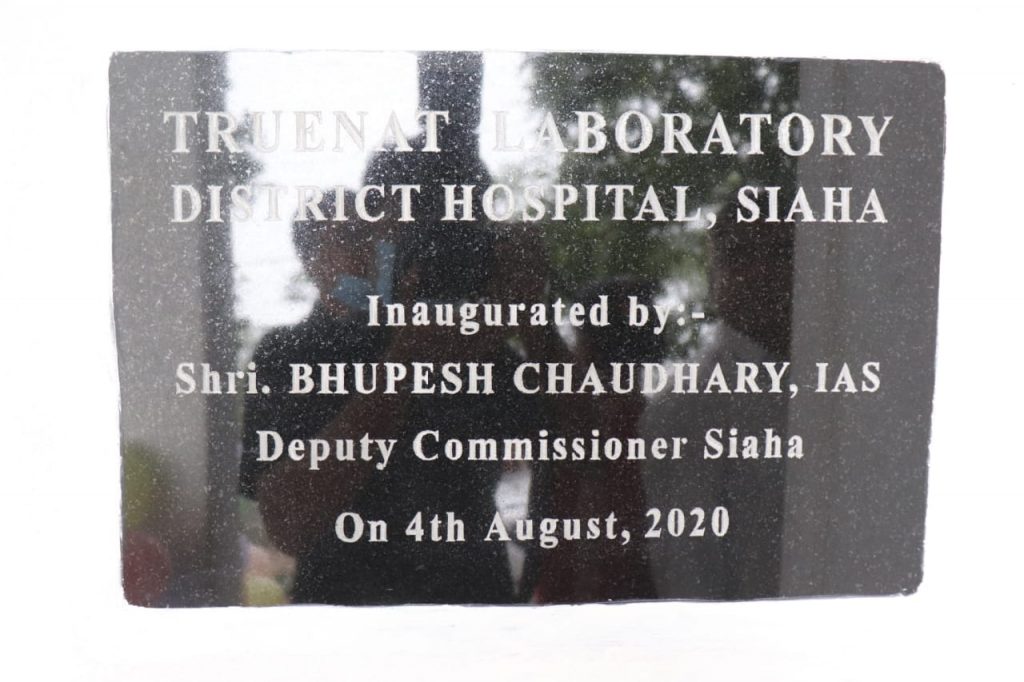 TRUENAT LABORATORY
DISTRICT HOSPITAL, SIAHA
Inaugurated by:-
Shri. BHUPESH CHAUDHARY, IAS
Deputy Commissioner Siaha
On 4th August, 2020